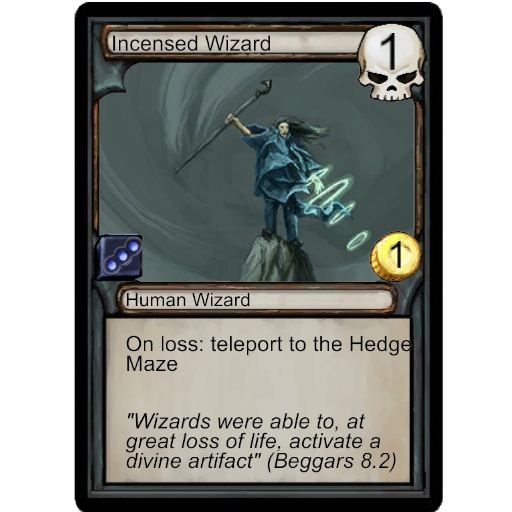 Incensed Wizard
1
1
Human Wizard
On loss: teleport to the Hedge
Maze
"Wizards were able to, at
great loss of life, activate a
divine artifact" (Beggars 8.2)